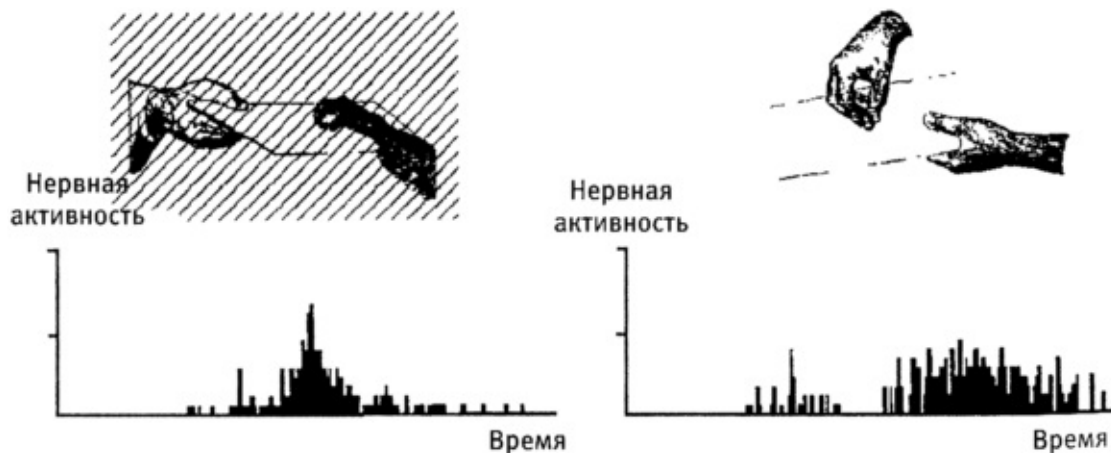 Нервная
активность
Время
Нервная
активность
Время